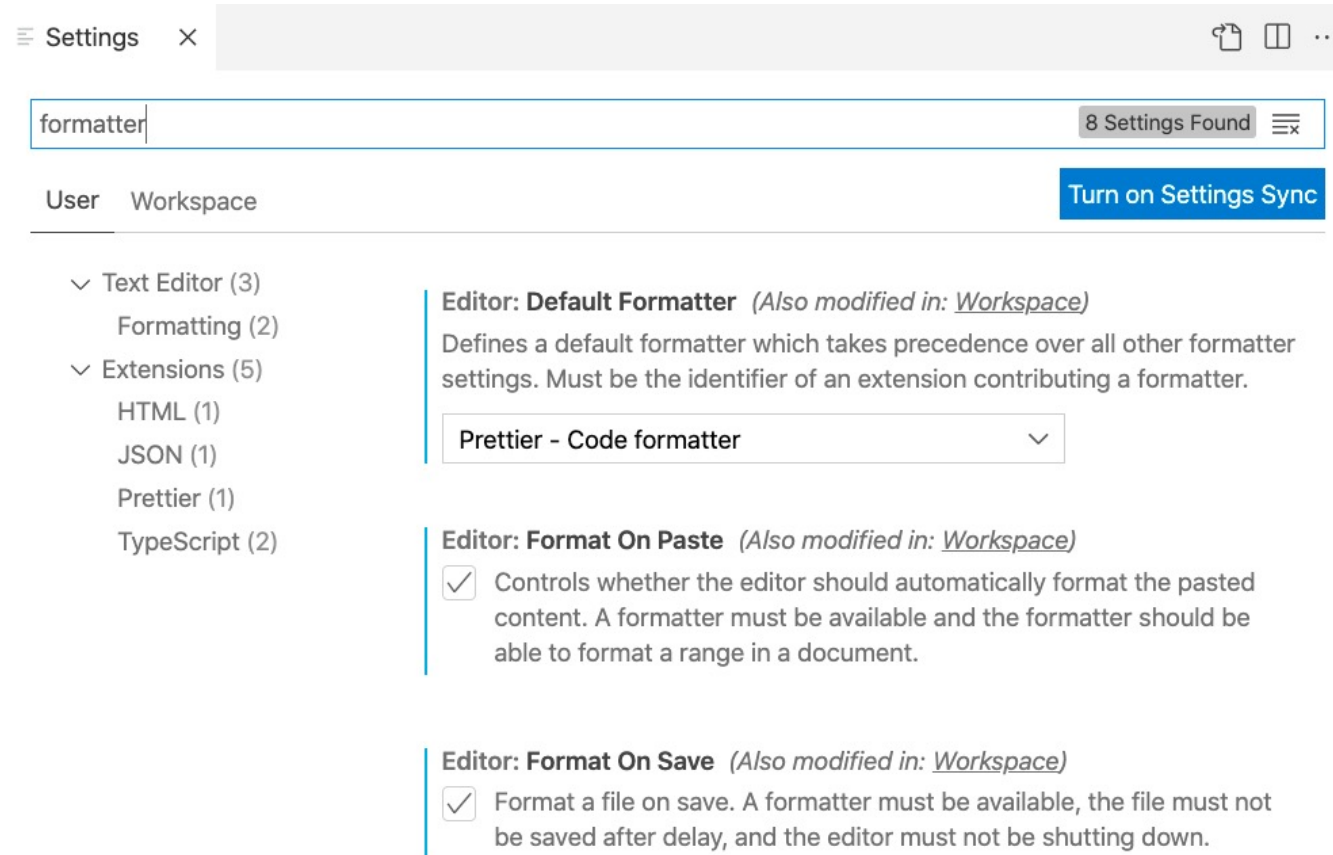 Settings
formatter
8 Settings Found
User Workspace
Turn on Settings Sync
Text Editor (3)
Formatting (2)
Extensions (5)
HTML (1)
JSON (1)
Prettier (1)
TypeScript (2)
Editor: Default Formatter (Also modified in: Workspace)
Defines a default formatter which takes precedence over all other formatter
settings. Must be the identifier of an extension contributing a formatter.
Prettier - Code formatter
Editor: Format On Paste (Also modified in: Workspace)
Controls whether the editor should automatically format the pasted
content. A formatter must be available and the formatter should be
able to format a range in a document.
Editor: Format On Save (Also modified in: Workspace)
Format a file on save. A formatter must be available, the file must not
be saved after delay, and the editor must not be shutting down.